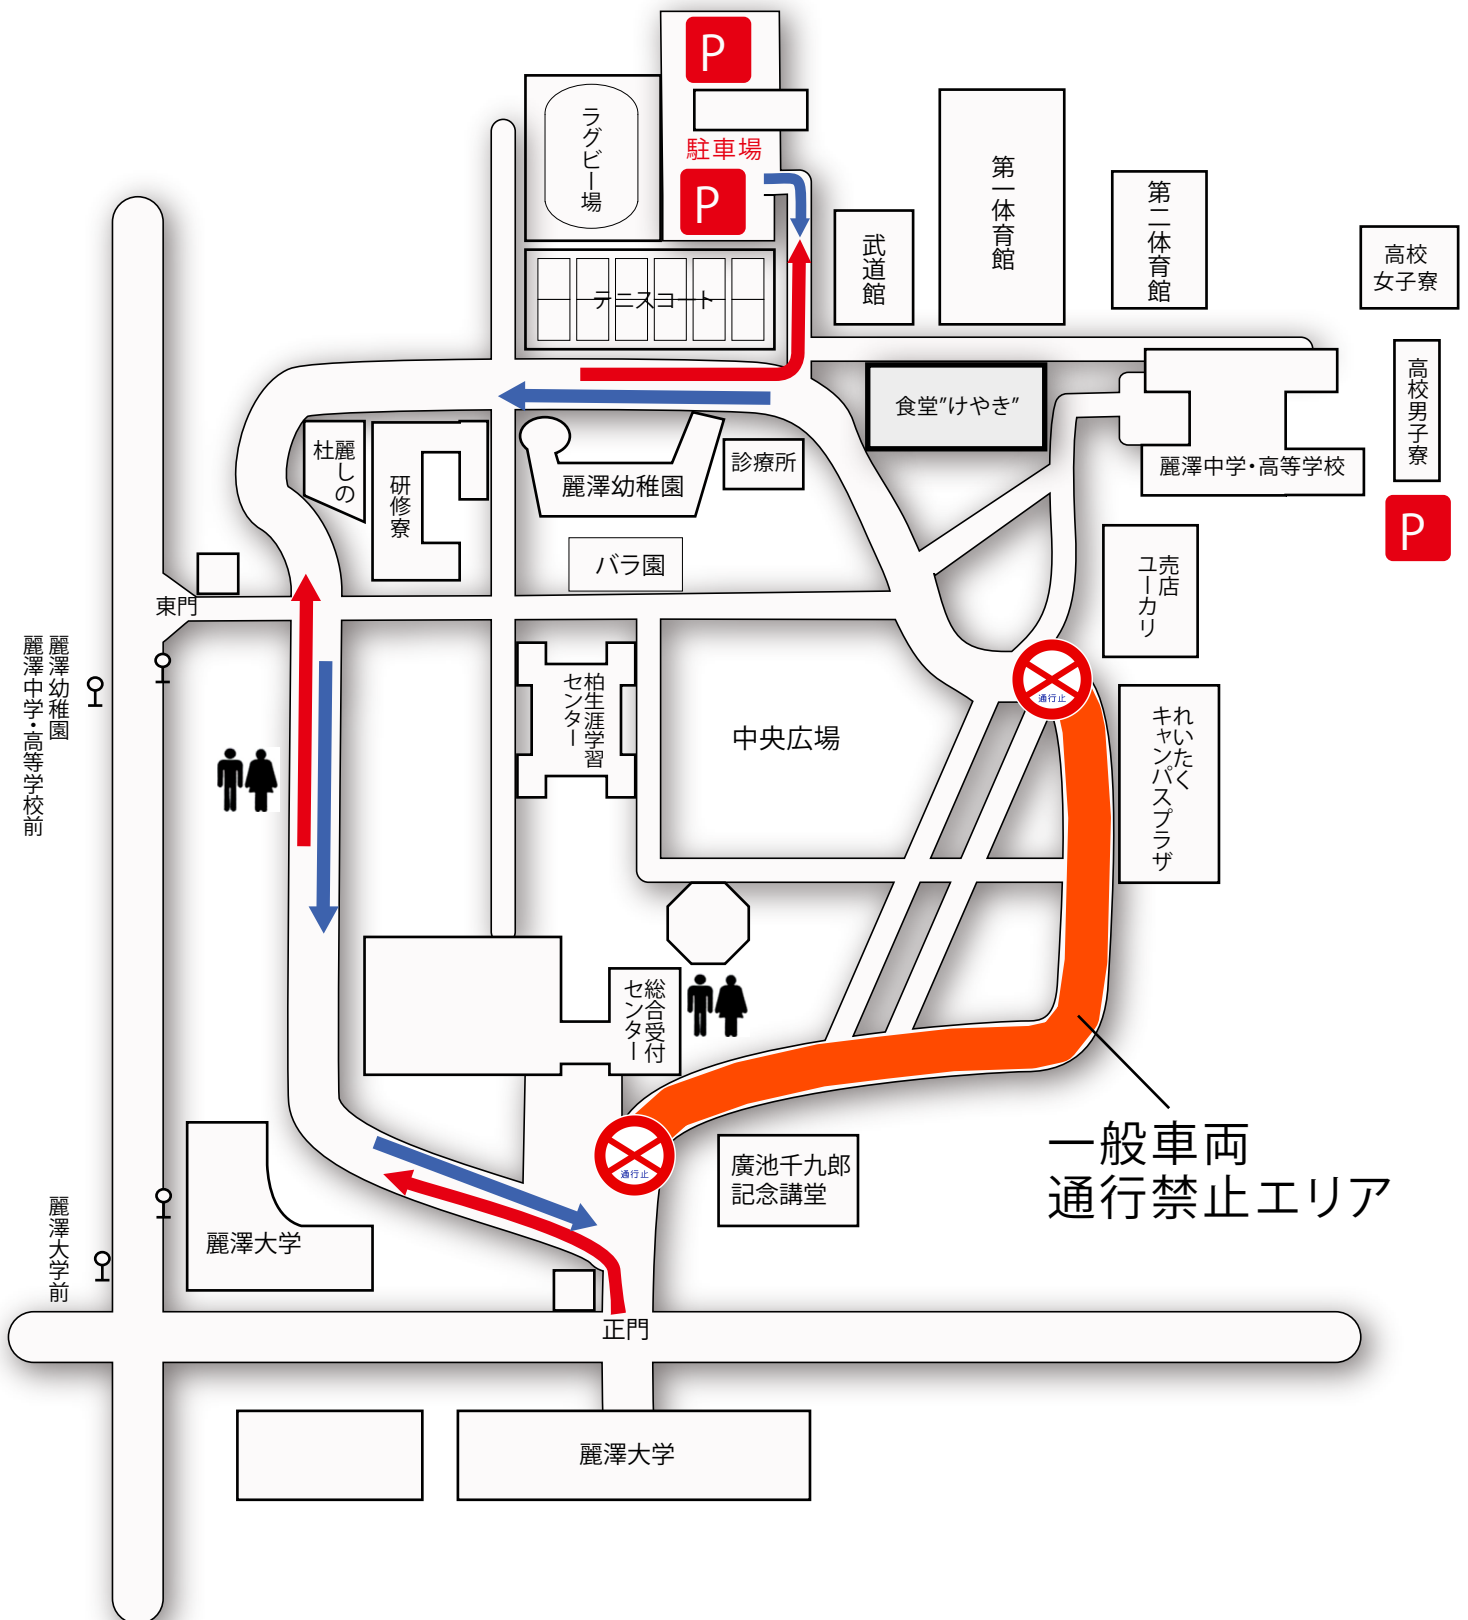 P
駐車場
P
ラグビー場
テニスコート
武道館
第一体育館
第二体育館
高校
女子寮
高校男子寮
P
食堂”けやき”
麗澤中学・高等学校
麗しの
杜
研修寮
麗澤幼稚園
診療所
バラ園
売店
ユーカリ
東門
麗澤幼稚園
麗澤中学・高等学校前
柏生涯学習
センター
中央広場
通行止
れいたく
キャンパスプラザ
総合受付
センター
通行止
廣池千九郎
記念講堂
一般車両
通行禁止エリア
麗澤大学前
麗澤大学
正門
麗澤大学